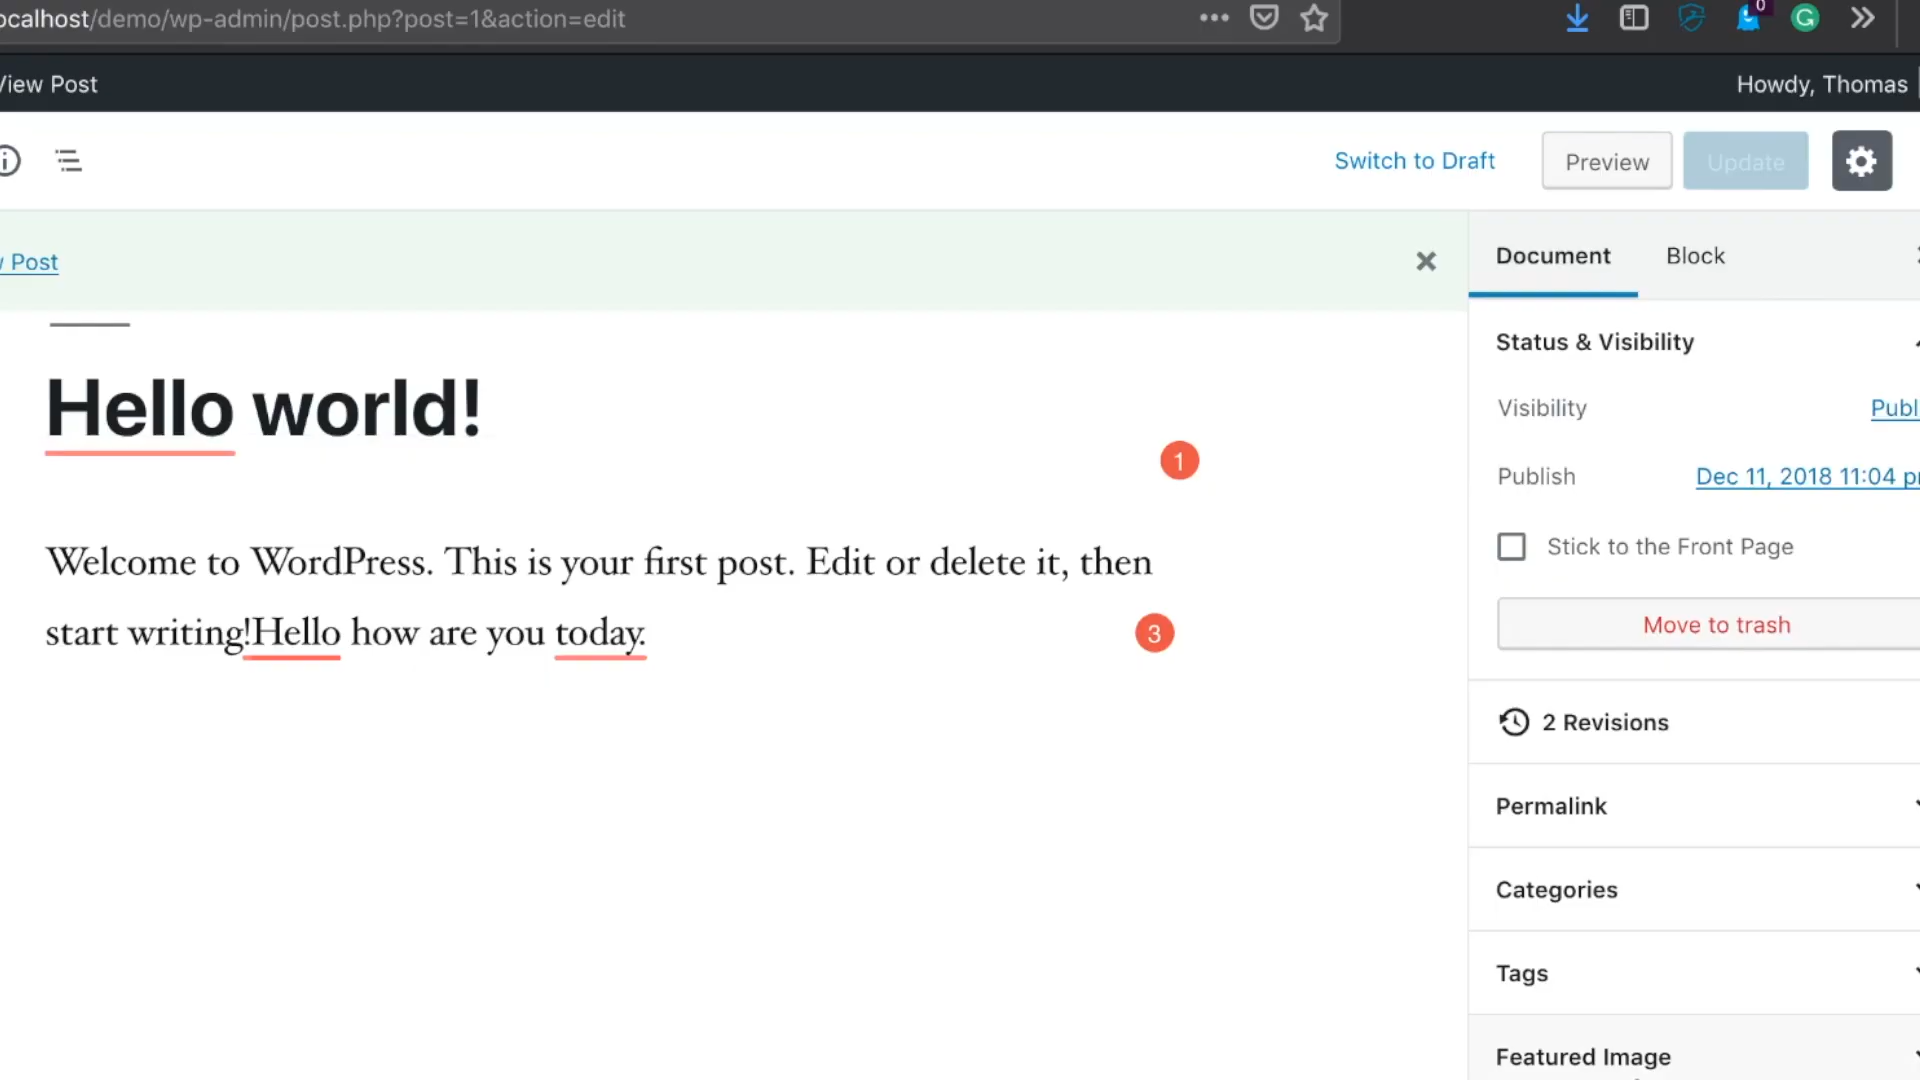 ocalhost/demo/wp-admin/post.php?post=1&action=edit
0
View Post
Howdy, Thomas
Switch to Draft
Preview
Update
Post
Document
Block
Status & Visibility
Hello world!
Visibility
Publ
1
Publish
Dec 11, 2018 11:04 p
Welcome to WordPress. This is your first post. Edit or delete it, then
Stick to the Front Page
start writing!Hello how are you today.
3
Move to trash
2 Revisions
Permalink
Categories
Tags
Featured Image